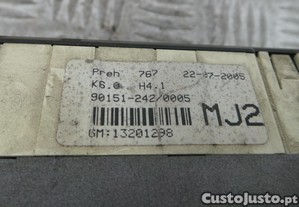 Preh 767 22-07-2005
K6.0 H4.1
90151-242/0005
MJ2
GM:13201298
CustoJusto.pt